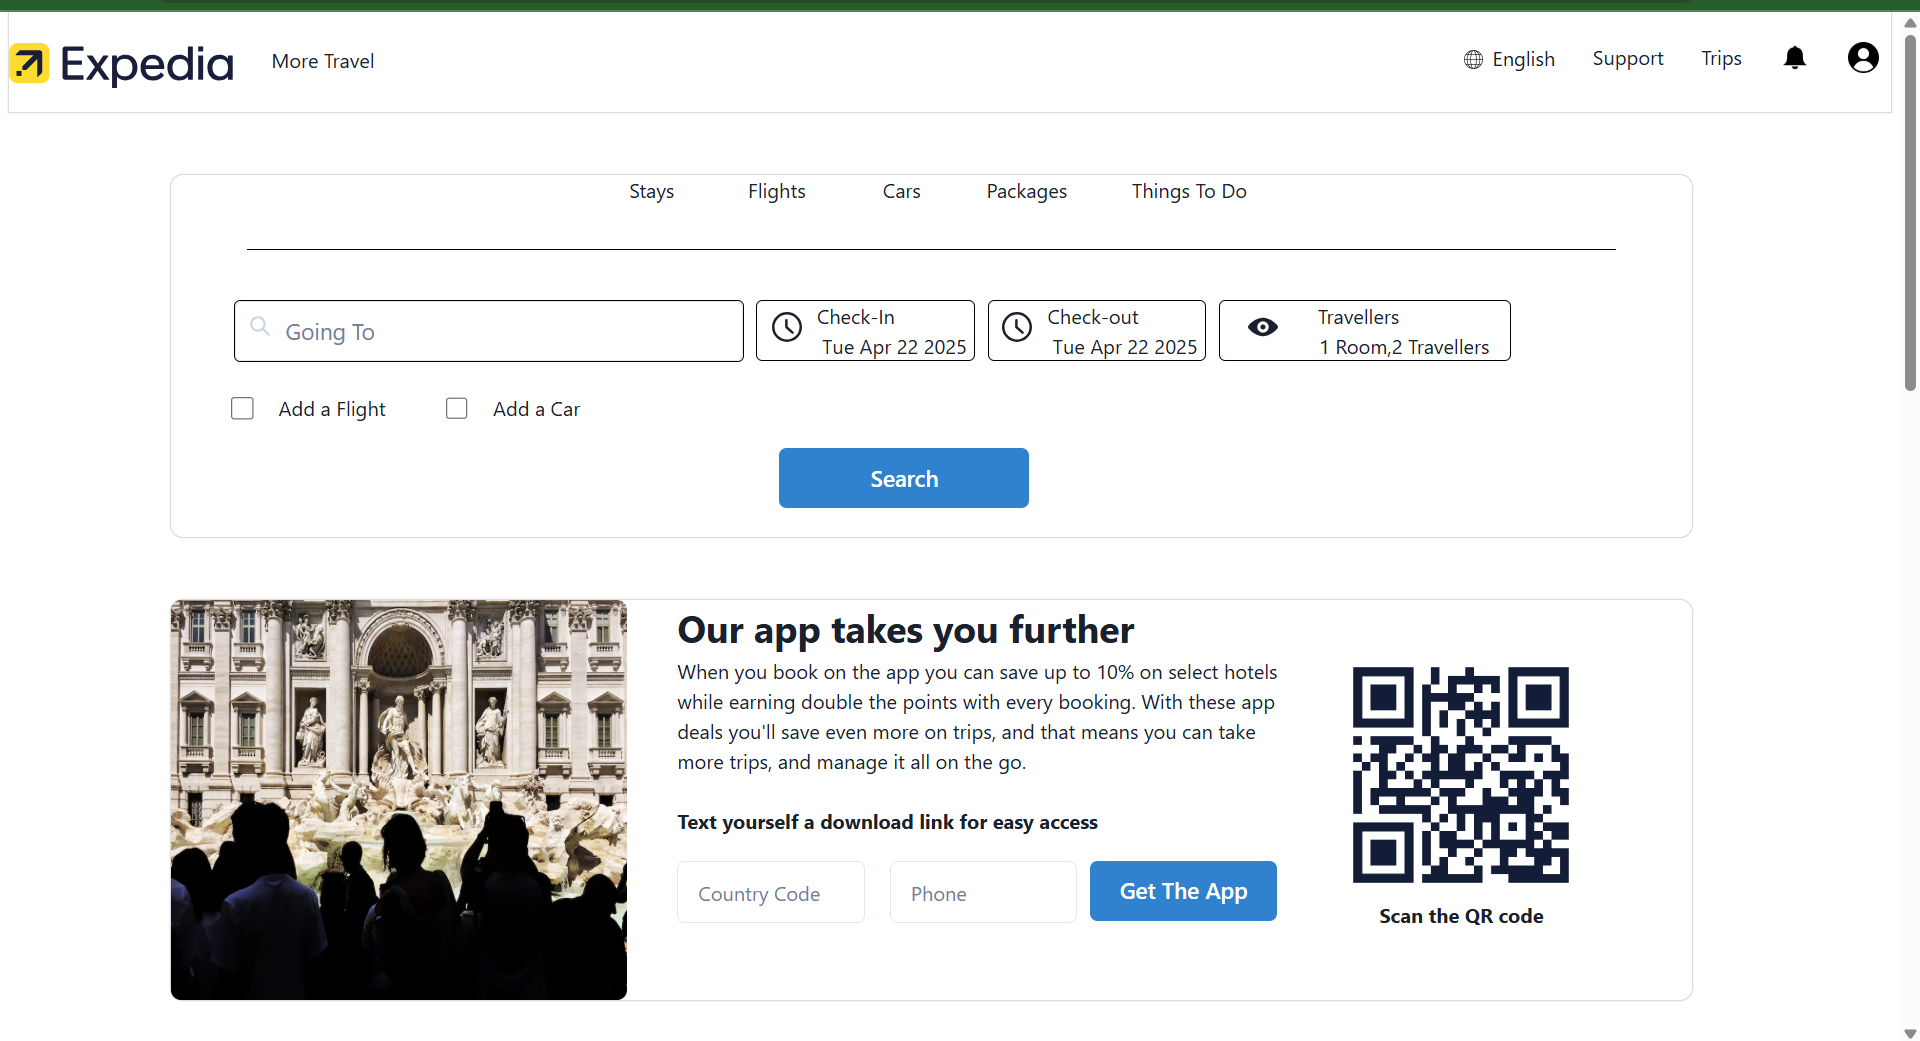 Expedia More Travel English Support Trips
Stays Flights Cars Packages Things To Do
Going To
Check-In
Tue Apr 22 2025
Check-out
Tue Apr 22 2025
Travellers
1 Room,2 Travellers
Add a Flight Add a Car
Search
Our app takes you further
When you book on the app you can save up to 10% on select hotels
while earning double the points with every booking. With these app
deals you'll save even more on trips, and that means you can take
more trips, and manage it all on the go.
Text yourself a download link for easy access
Country Code Phone Get The App
Scan the QR code